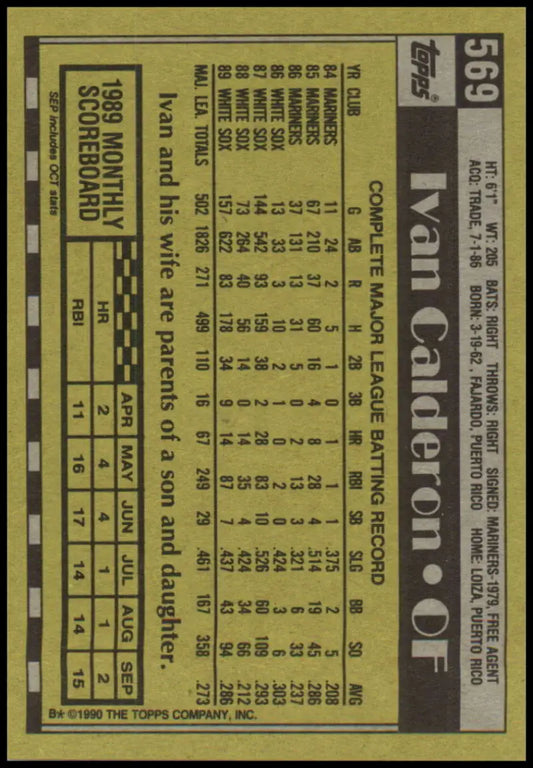 569
HT: 6'1" WT: 205 BATS: RIGHT THROWS: RIGHT SIGNED: MARINERS-1979, FREE AGENT
ACQ: TRADE, 7-1-86 BORN: 3-19-62, FAJARDO, PUERTO RICO HOME: LOIZA, PUERTO RICO
topps®
Ivan Calderon • OF
COMPLETE MAJOR LEAGUE BATTING RECORD
YR CLUB G AB R H 2B 3B HR RBI SB SLG BB SO AVG
84 MARINERS 11 24 2 5 1 0 1 1 1 .375 2 5 .208
85 MARINERS 67 210 37 60 16 4 8 28 4 .514 19 45 .286
86 MARINERS 37 131 13 31 5 0 2 13 3 .321 6 33 .237
86 WHITE SOX 13 33 3 10 2 1 0 2 0 .424 3 6 .303
87 WHITE SOX 144 542 93 159 38 2 28 83 10 .526 60 109 .293
88 WHITE SOX 73 264 40 56 14 0 14 35 4 .424 34 66 .212
89 WHITE SOX 157 622 83 178 34 9 14 87 7 .437 43 94 .286
MAJ. LEA. TOTALS 502 1826 271 499 110 16 67 249 29 .461 167 358 .273
Ivan and his wife are parents of a son and daughter.
1989 MONTHLY
SCOREBOARD
APR MAY JUN JUL AUG SEP
HR 2 4 4 1 1 2
RBI 11 16 17 14 14 15
SEP includes OCT stats
B* ©1990 THE TOPPS COMPANY, INC.